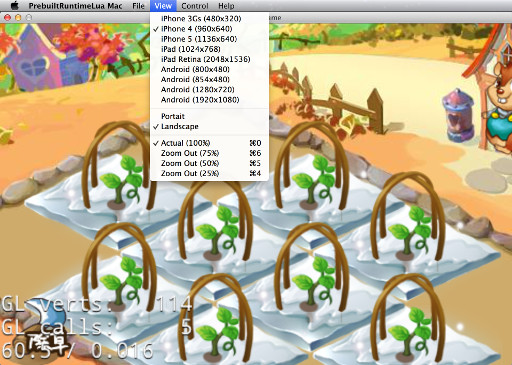 PrebuiltRuntimeLua Mac File View Control Help
iPhone 3Gs (480x320)
✓ iPhone 4 (960x640)
iPhone 5 (1136x640)
iPad (1024x768)
iPad Retina (2048x1536)
Android (800x480)
Android (854x480)
Android (1280x720)
Android (1920x1080)
Portait
✓ Landscape
✓ Actual (100%) ⌘0
Zoom Out (75%) ⌘6
Zoom Out (50%) ⌘5
Zoom Out (25%) ⌘4
GL verts: 114
GL calls: 5
60.5 / 0.016